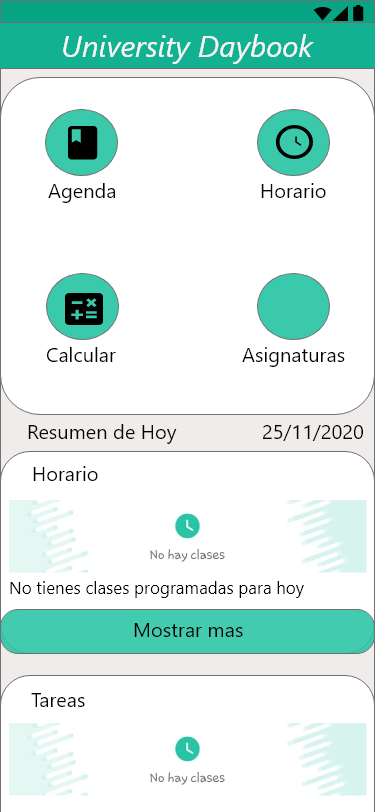 University Daybook
Agenda
Horario
Calcular
Asignaturas
Resumen de Hoy
25/11/2020
Horario
No hay clases
No tienes clases programadas para hoy
Mostrar mas
Tareas
No hay clases